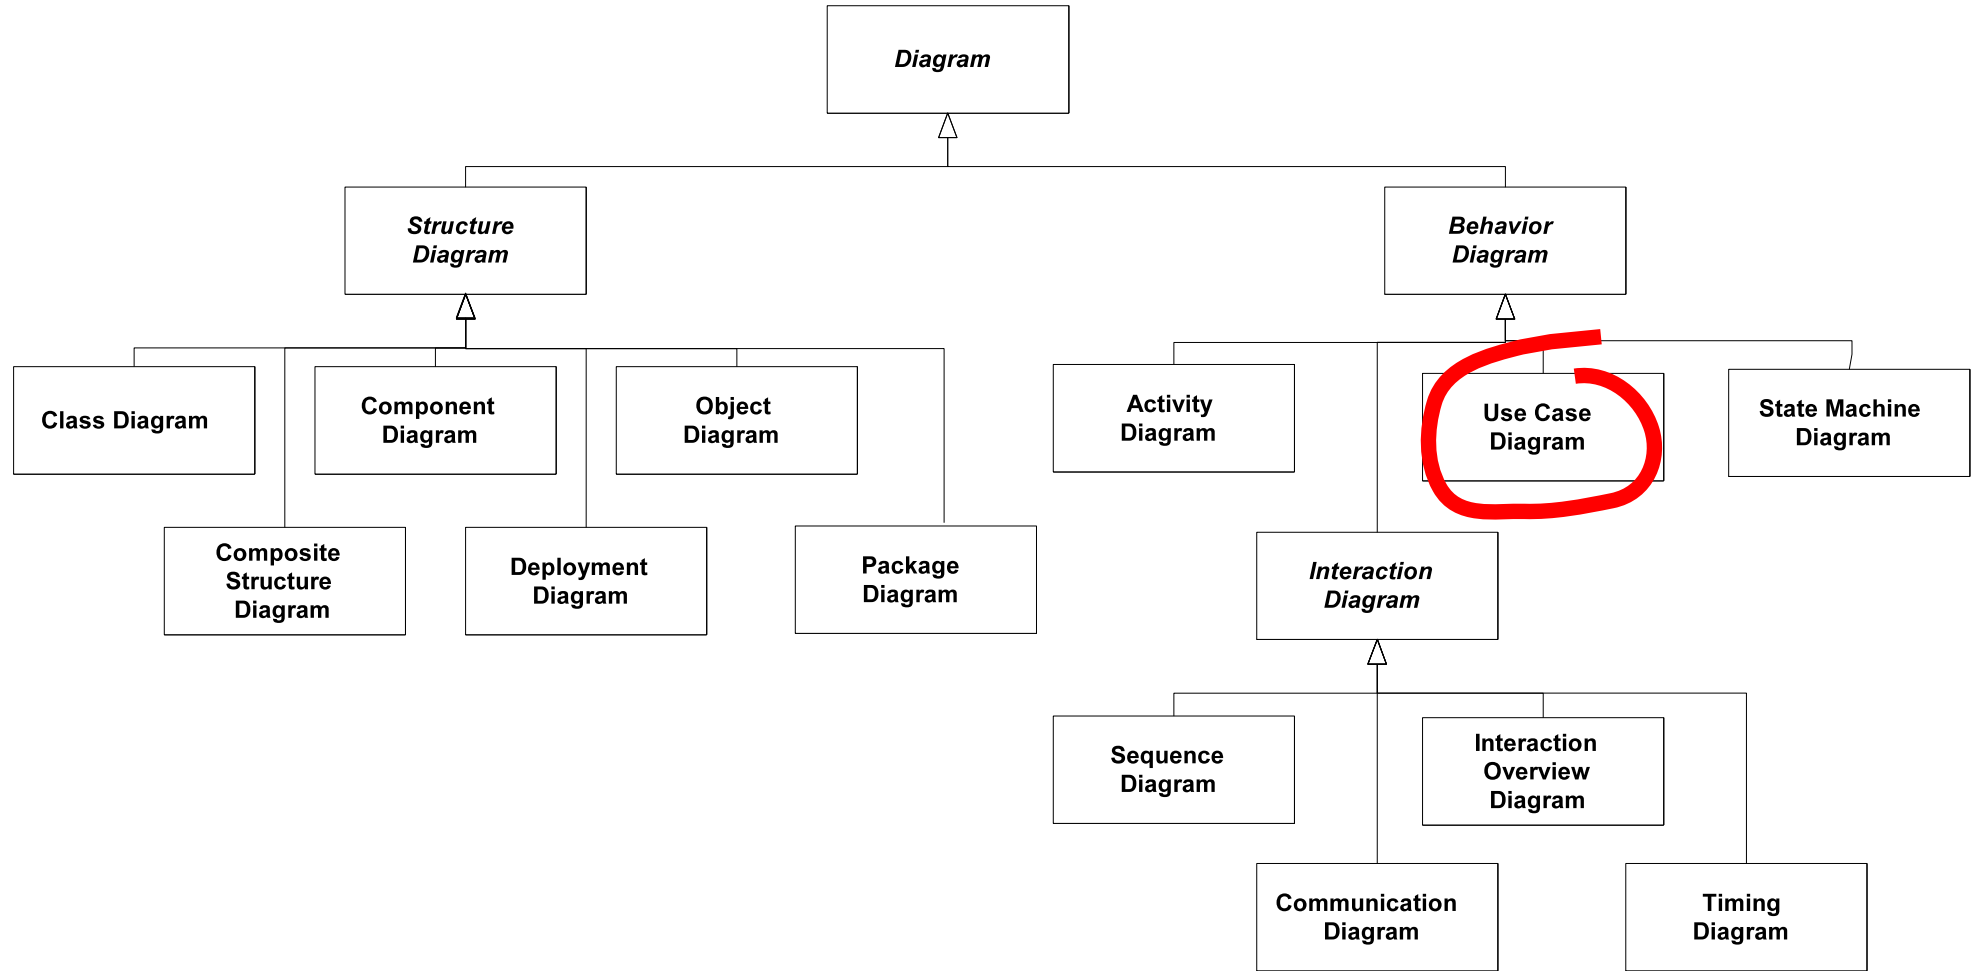 Diagram
Structure
Diagram
Behavior
Diagram
Class Diagram
Component
Diagram
Object
Diagram
Activity
Diagram
Use Case
Diagram
State Machine
Diagram
Composite
Structure
Diagram
Deployment
Diagram
Package
Diagram
Interaction
Diagram
Sequence
Diagram
Interaction
Overview
Diagram
Communication
Diagram
Timing
Diagram